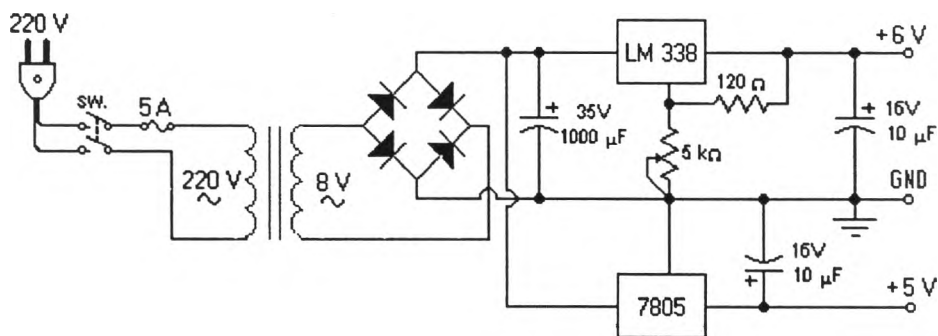 220 V
SW.
5A
220 V
8 V
35V
1000 µF
LM 338
120 Ω
5 kΩ
+6 V
16V
10 µF
GND
16V
10 µF
7805
+5 V